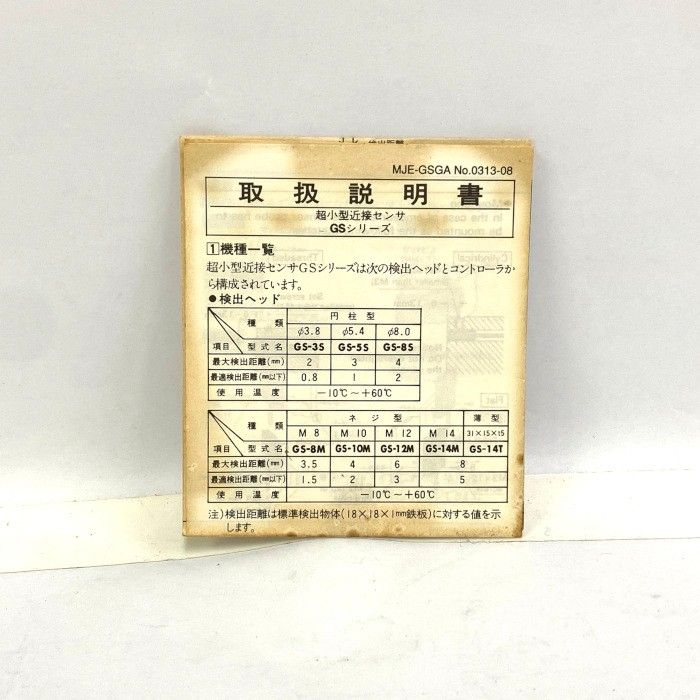 MJE-GSGA No.0313-08
取扱説明書
超小型近接センサ
GSシリーズ
1 機種一覧
超小型近接センサGSシリーズは次の検出ヘッドとコントローラか
ら構成されています。
●検出ヘッド
種類 円柱型
φ3.8 φ5.4 φ8.0
項目 型式名 GS-3S GS-5S GS-8S
最大検出距離(mm) 2 3 4
最適検出距離(mm以下) 0.8 1 2
使用温度 −10℃～+60℃
種類 ネジ型 薄型
M8 M10 M12 M14 31×15×15
項目 型式名 GS-8M GS-10M GS-12M GS-14M GS-14T
最大検出距離(mm) 3.5 4 6 8
最適検出距離(mm以下) 1.5 2 3 5
使用温度 −10℃～+60℃
注）検出距離は標準検出物体(18×18×1mm鉄板)に対する値を示
します。